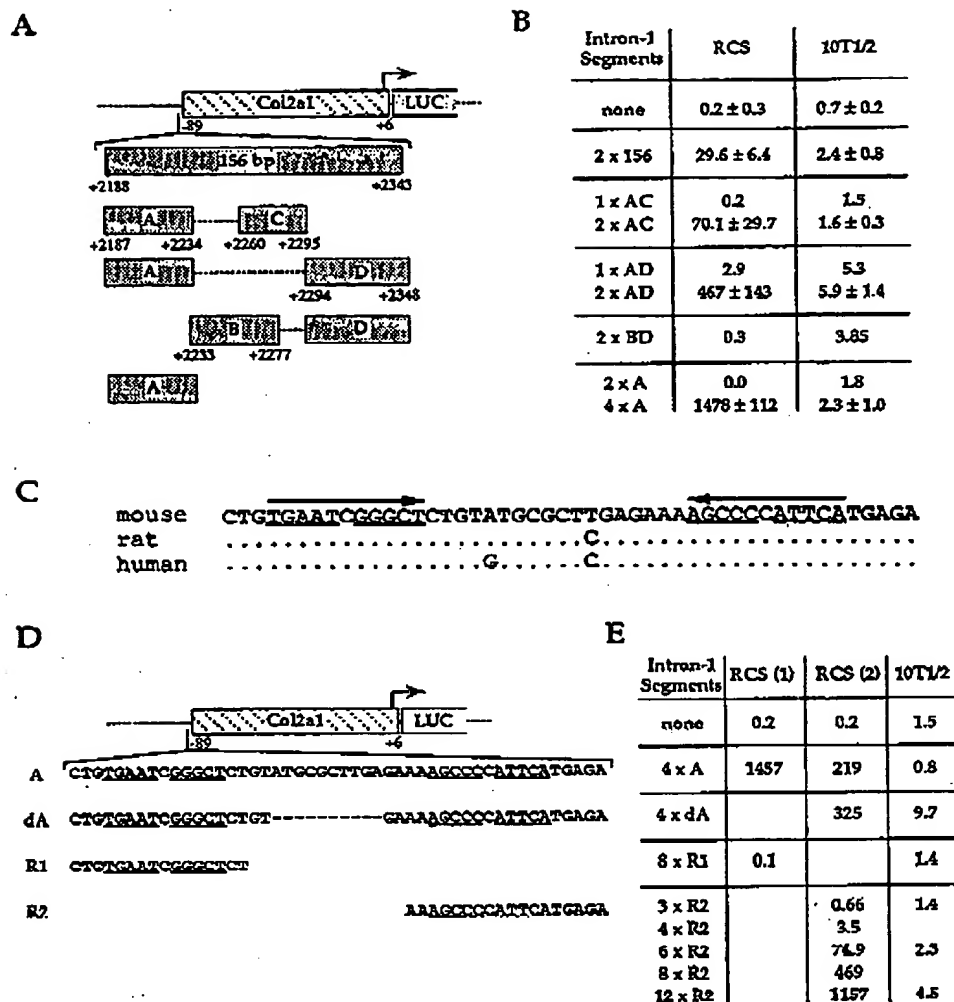 A
Col2a1
LUC
-89
+6
156 bp
+2188
+2343
A
C
+2187
+2234
+2260
+2295
A
D
+2294
+2348
B
D
+2233
+2277
A
B
Intron-1 Segments RCS 10T1/2
none 0.2 ± 0.3 0.7 ± 0.2
2 x 156 29.6 ± 6.4 2.4 ± 0.8
1 x AC 0.2 1.5
2 x AC 70.1 ± 29.7 1.6 ± 0.3
1 x AD 2.9 5.3
2 x AD 467 ± 143 5.9 ± 1.4
2 x BD 0.3 3.85
2 x A 0.0 1.8
4 x A 1478 ± 112 2.3 ± 1.0
C
mouse CTGTGAATCGGGCTCTGTATGCGCTTGAGAAAAGCCCCATTCATGAGA
rat ..........................C......................
human ..................G.......C......................
D
Col2a1
LUC
-89
+6
A CTGTGAATCGGGCTCTGTATGCGCTTGAGAAAAGCCCCATTCATGAGA
dA CTGTGAATCGGGCTCTGT----------GAAAAGCCCCATTCATGAGA
R1 CTGTGAATCGGGCTCT
R2 AAAGCCCCATTCATGAGA
E
Intron-1 Segments RCS (1) RCS (2) 10T1/2
none 0.2 0.2 1.5
4 x A 1457 219 0.8
4 x dA 325 9.7
8 x R1 0.1 1.4
3 x R2 0.66 1.4
4 x R2 3.5
6 x R2 74.9 2.3
8 x R2 469
12 x R2 1157 4.5